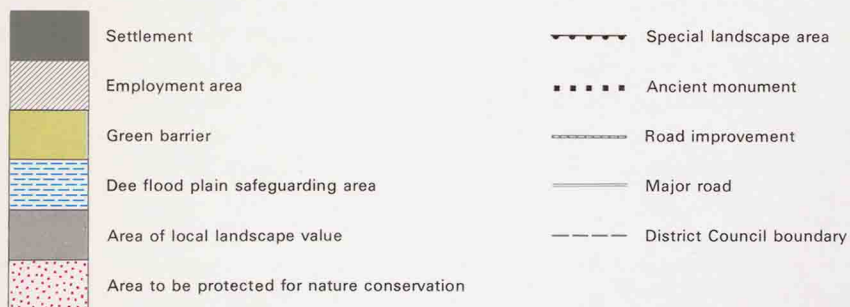 Settlement
Employment area
Green barrier
Dee flood plain safeguarding area
Area of local landscape value
Area to be protected for nature conservation
Special landscape area
Ancient monument
Road improvement
Major road
District Council boundary